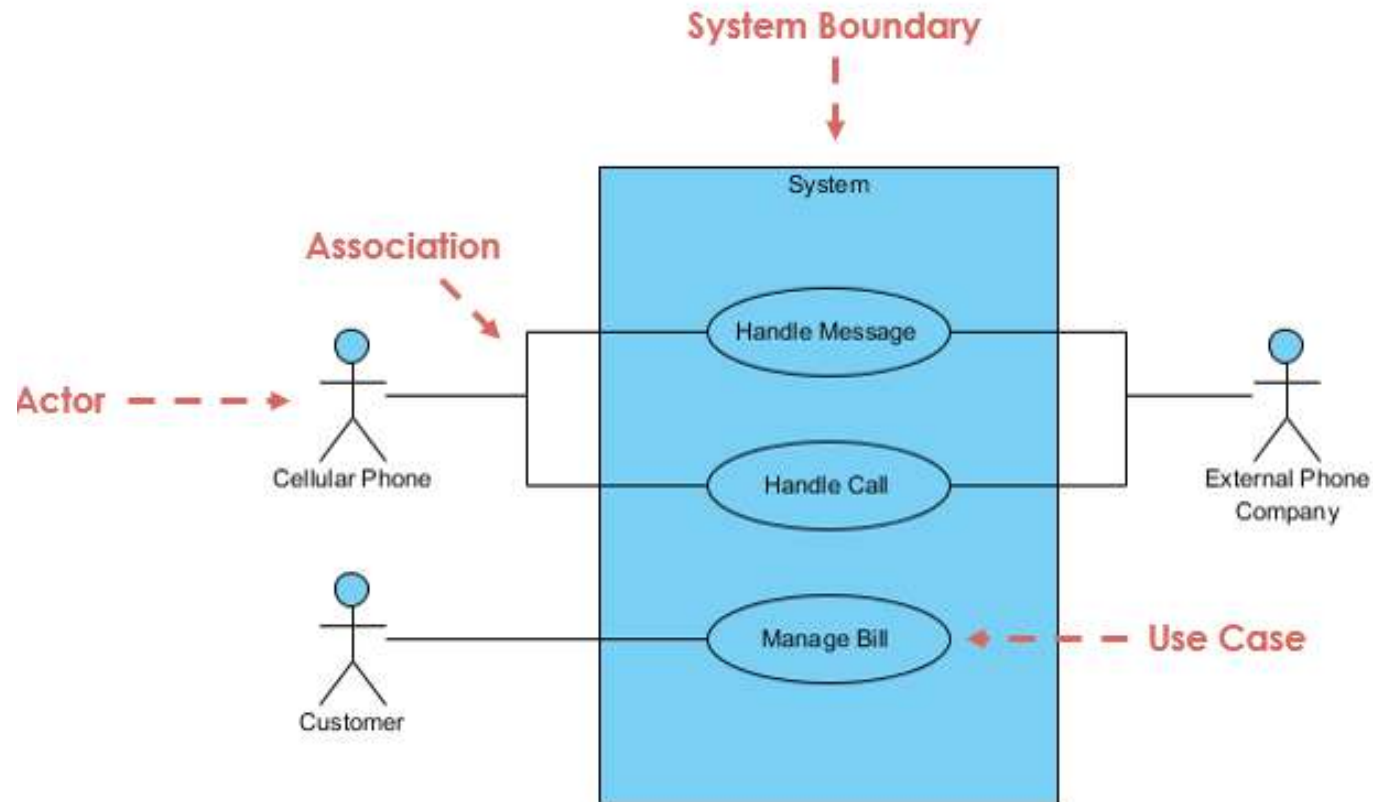 System Boundary
System
Association
Handle Message
Actor
Cellular Phone
Handle Call
External Phone
Company
Manage Bill
Use Case
Customer